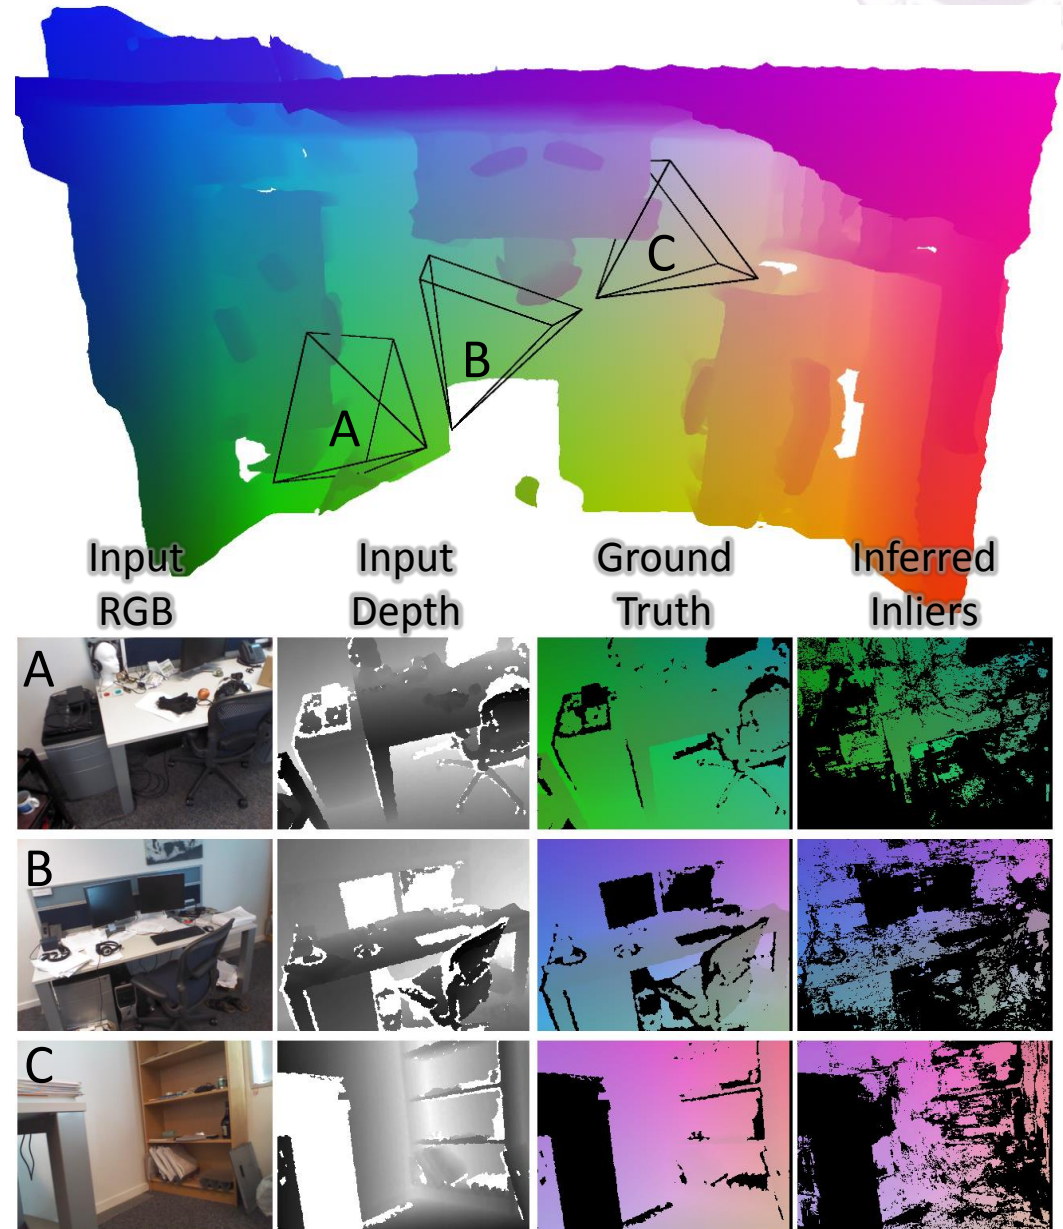 C
B
A
Input
RGB
Input
Depth
Ground
Truth
Inferred
Inliers
A
B
C